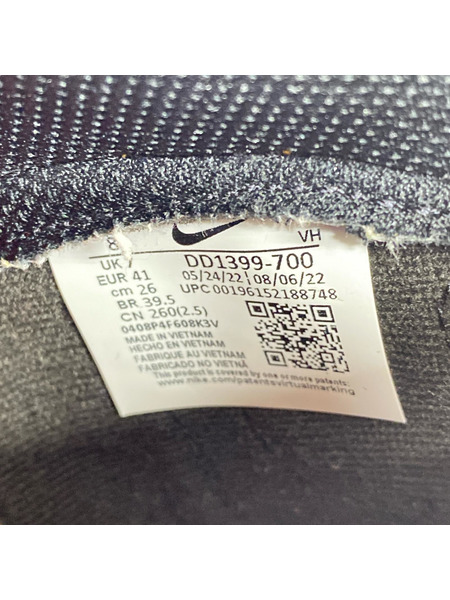 8
VH
UK 7
DD1399-700
EUR 41
05/24/22 | 08/06/22
cm 26
UPC 00196152188748
BR 39.5
CN 260(2.5)
0408P4F608K3V
MADE IN VIETNAM
HECHO EN VIETNAM
FABRIQUE AU VIETNAM
FABRICADO NO VIETNÃ
This shoe is covered by one or more patents:
www.nike.com/patentsvirtualmarking